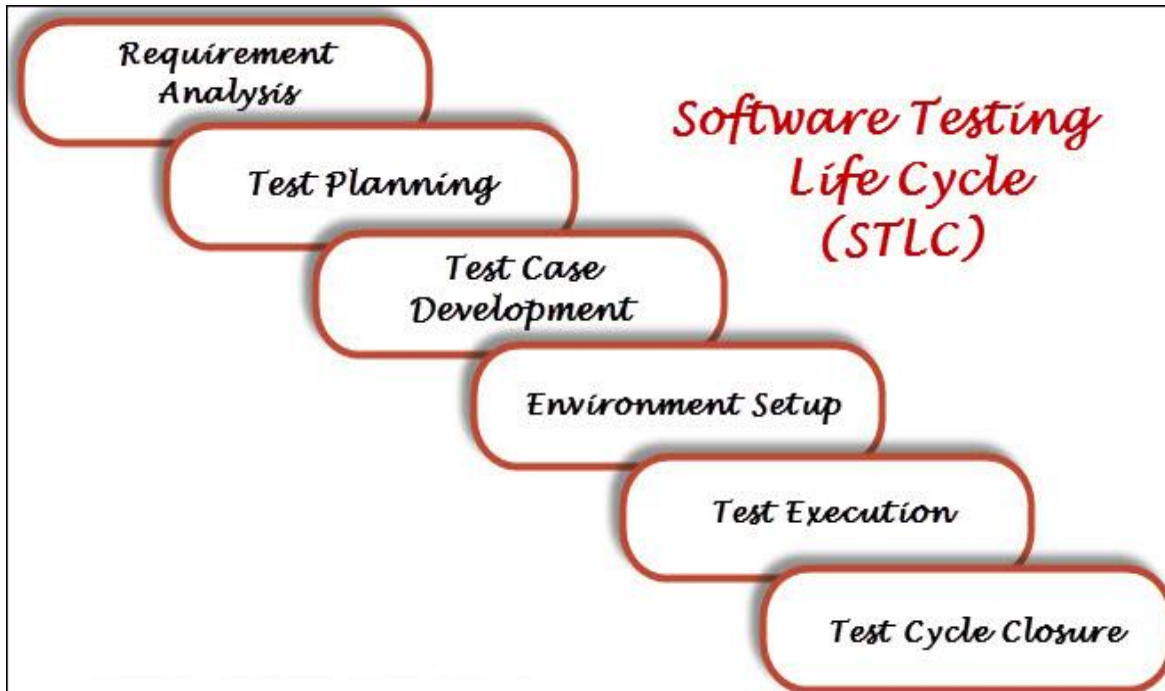 Requirement
Analysis
Software Testing
Life Cycle
(STLC)
Test Planning
Test Case
Development
Environment Setup
Test Execution
Test Cycle Closure